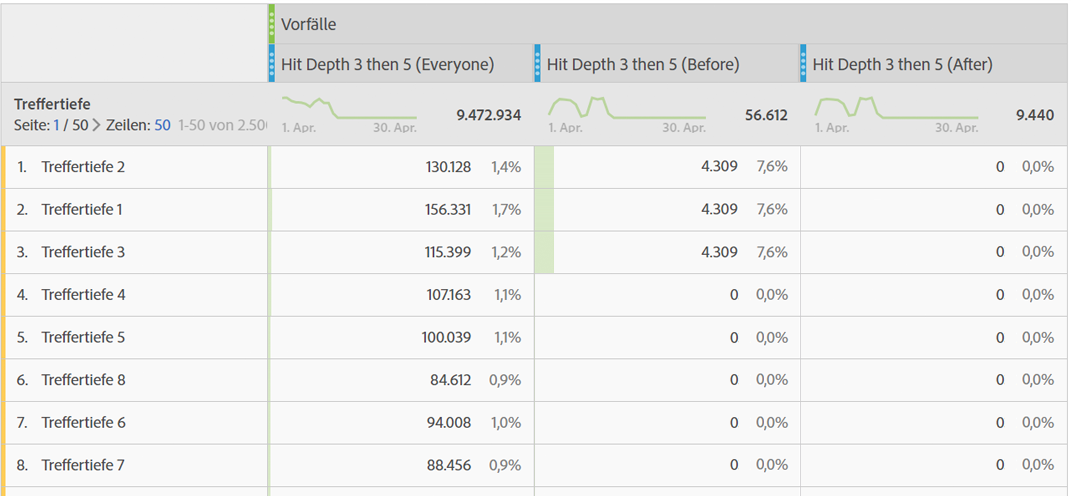 Vorfälle
Hit Depth 3 then 5 (Everyone) Hit Depth 3 then 5 (Before) Hit Depth 3 then 5 (After)
Treffertiefe
Seite: 1 / 50 > Zeilen: 50 1-50 von 2.50
9.472.934 56.612 9.440
1. Apr. 30. Apr. 1. Apr. 30. Apr. 1. Apr. 30. Apr.
1. Treffertiefe 2 130.128 1,4% 4.309 7,6% 0 0,0%
2. Treffertiefe 1 156.331 1,7% 4.309 7,6% 0 0,0%
3. Treffertiefe 3 115.399 1,2% 4.309 7,6% 0 0,0%
4. Treffertiefe 4 107.163 1,1% 0 0,0% 0 0,0%
5. Treffertiefe 5 100.039 1,1% 0 0,0% 0 0,0%
6. Treffertiefe 8 84.612 0,9% 0 0,0% 0 0,0%
7. Treffertiefe 6 94.008 1,0% 0 0,0% 0 0,0%
8. Treffertiefe 7 88.456 0,9% 0 0,0% 0 0,0%